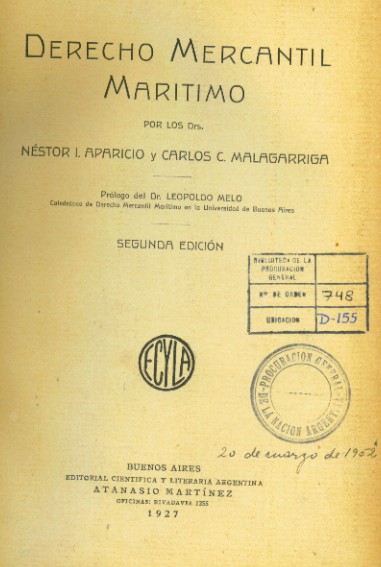 DERECHO MERCANTIL
MARITIMO
POR LOS Drs.
NÉSTOR I. APARICIO y CARLOS C. MALAGARRIGA
Prólogo del Dr. LEOPOLDO MELO
Catedrático de Derecho Mercantil Marítimo en la Universidad de Buenos Aires
SEGUNDA EDICIÓN
BIBLIOTECA DE LA
PROCURACION
GENERAL
Nº DE ORDEN 748
UBICACION D-155
ECYLA
PROCURACION GENERAL
DE LA NACION ARGENT.
20 de marzo de 1952
BUENOS AIRES
EDITORIAL CIENTIFICA Y LITERARIA ARGENTINA
ATANASIO MARTÍNEZ
OFICINAS: RIVADAVIA 1255
1927